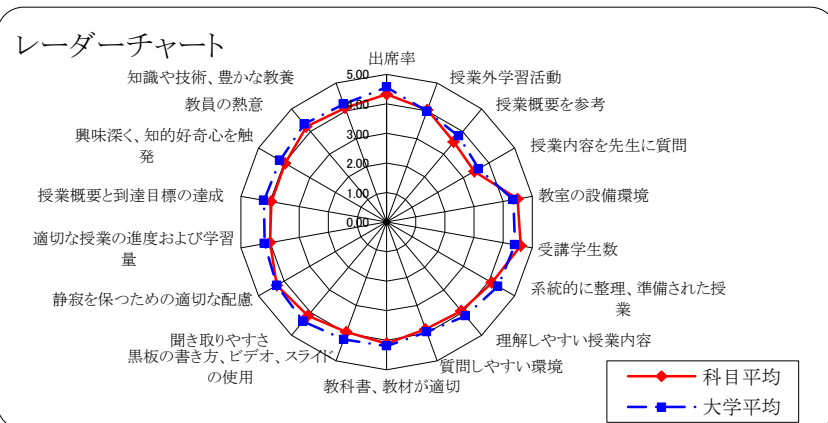 レーダーチャート
出席率
授業外学習活動
授業概要を参考
授業内容を先生に質問
教室の設備環境
受講学生数
系統的に整理、準備された授
業
理解しやすい授業内容
質問しやすい環境
教科書、教材が適切
黒板の書き方、ビデオ、スライド
の使用
聞き取りやすさ
静寂を保つための適切な配慮
適切な授業の進度および学習
量
授業概要と到達目標の達成
興味深く、知的好奇心を触
発
教員の熱意
知識や技術、豊かな教養
5.00
4.00
3.00
2.00
1.00
0.00
科目平均
大学平均